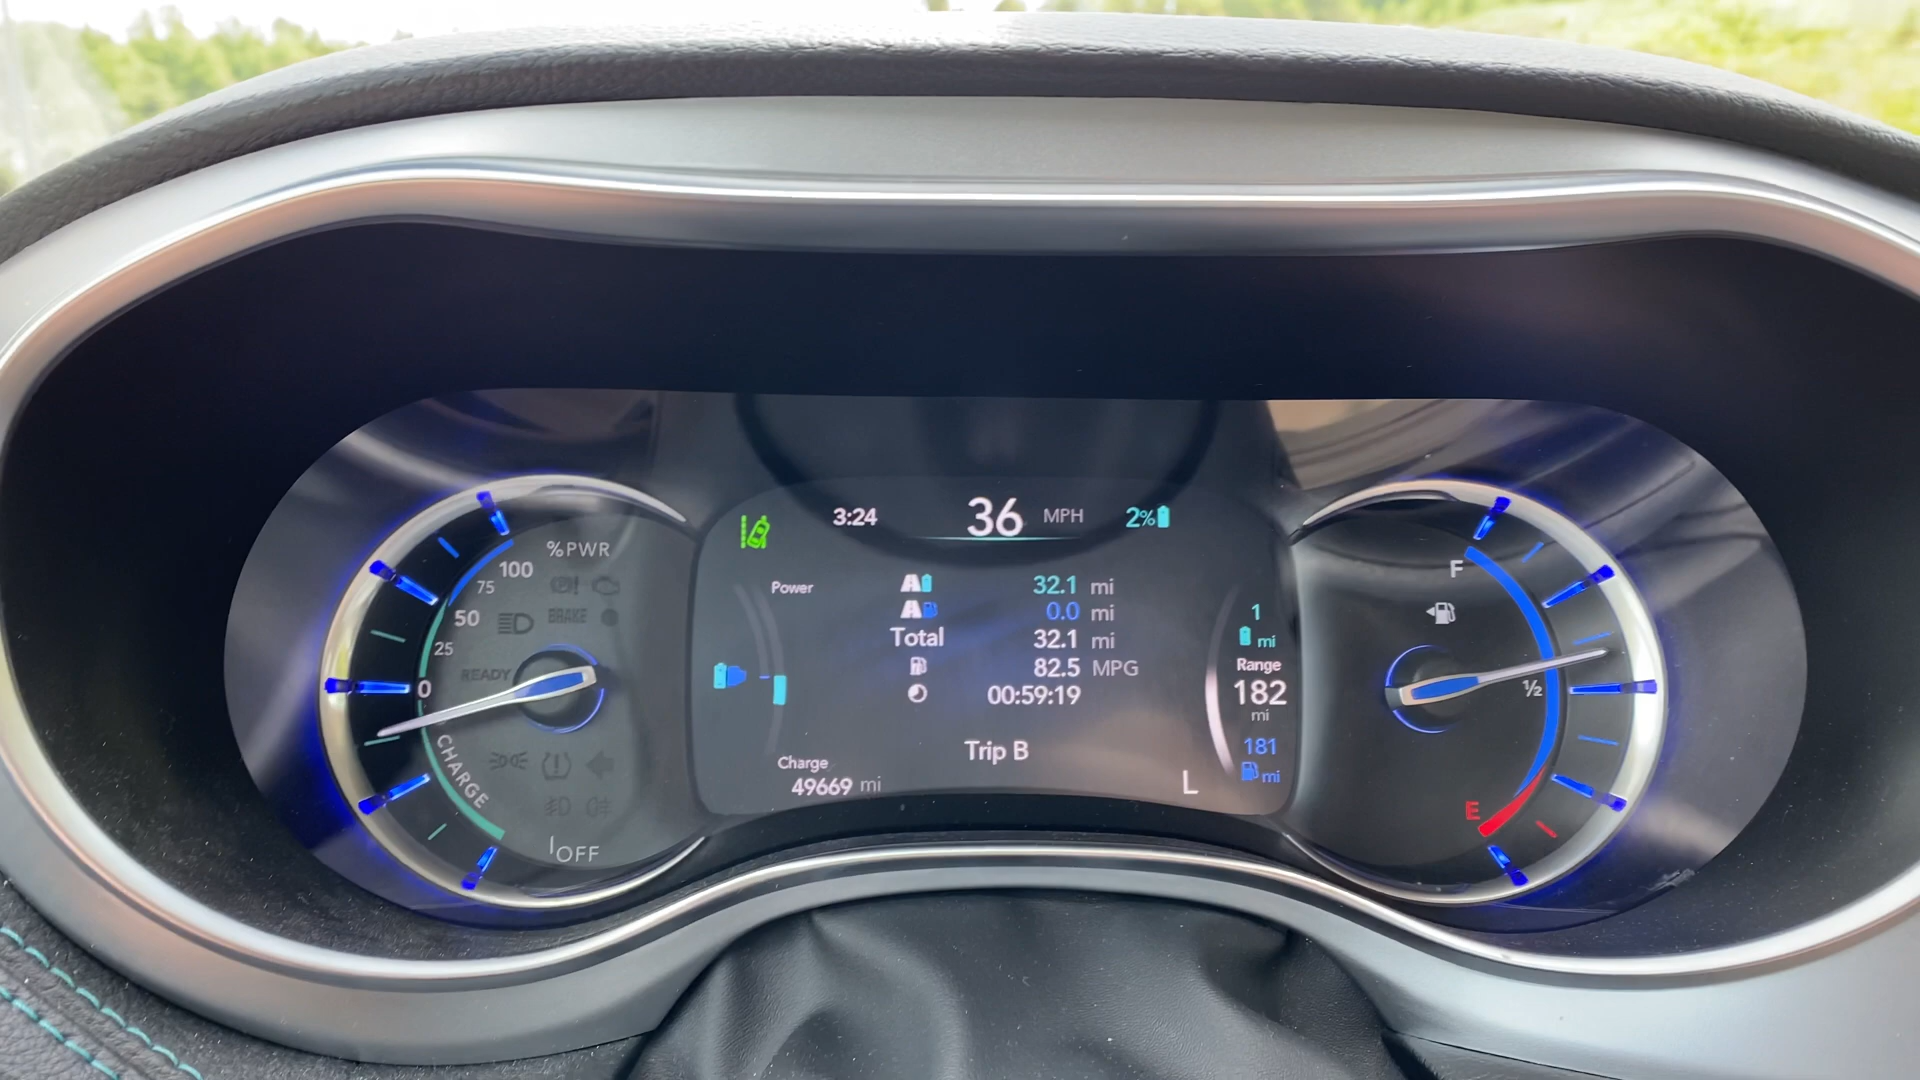 %PWR
100
75
50
25
0
BRAKE
READY
CHARGE
OFF
3:24 36 MPH 2%
Power
32.1 mi
0.0 mi
Total 32.1 mi
82.5 MPG
00:59:19
Trip B
Charge
49669 mi
L
1
mi
Range
182
mi
181
mi
F
½
E